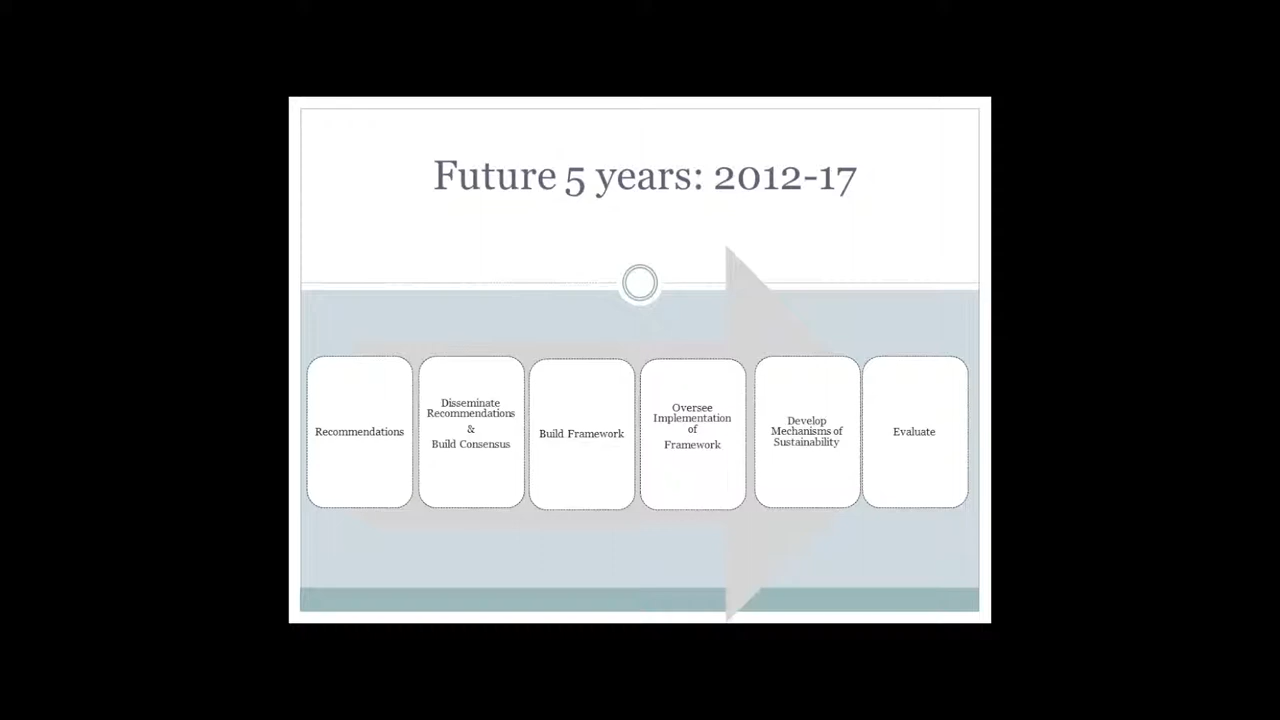 Future 5 years: 2012-17
Recommendations
Disseminate
Recommendations
&
Build Consensus
Build Framework
Oversee
Implementation
of
Framework
Develop
Mechanisms of
Sustainability
Evaluate